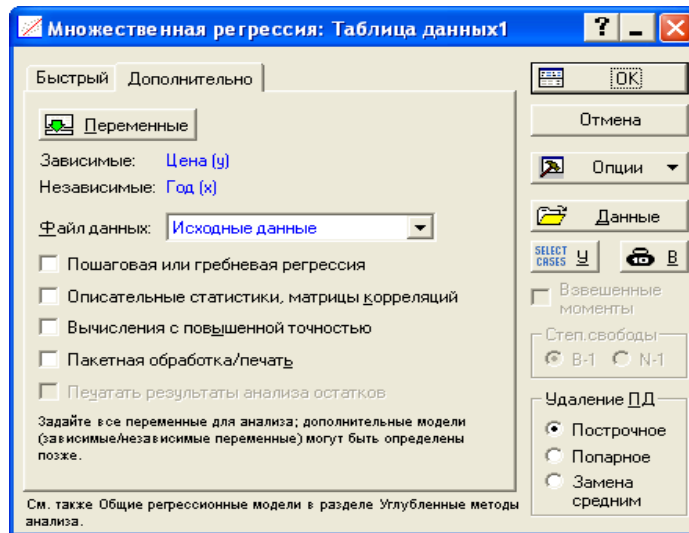 Множественная регрессия: Таблица данных1
?
Быстрый
Дополнительно
Переменные
Зависимые: Цена (y)
Независимые: Год (x)
Файл данных: Исходные данные
Пошаговая или гребневая регрессия
Описательные статистики, матрицы корреляций
Вычисления с повышенной точностью
Пакетная обработка/печать
Печатать результаты анализа остатков
Задайте все переменные для анализа; дополнительные модели
(зависимые/независимые переменные) могут быть определены
позже.
См. также Общие регрессионные модели в разделе Углубленные методы
анализа.
OK
Отмена
Опции
Данные
SELECT
CASES
У
В
Взвешенные
моменты
Степ.свободы
В-1
N-1
Удаление ПД
Построчное
Попарное
Замена
средним